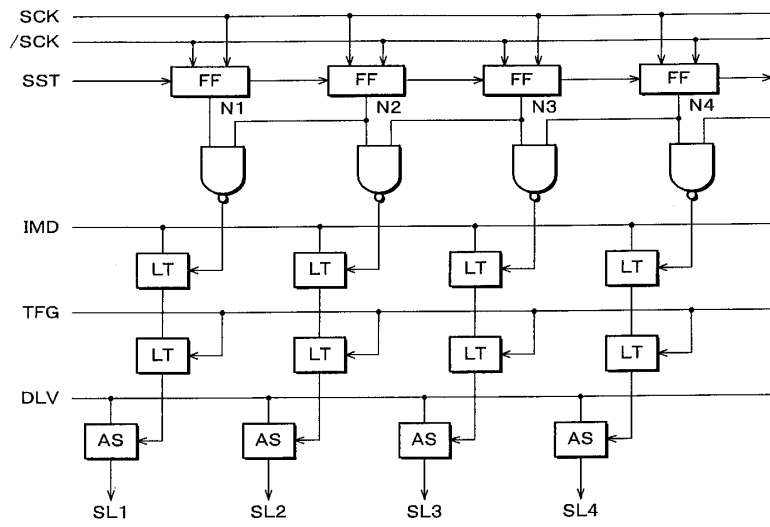 SCK
/SCK
SST FF FF FF FF
N1 N2 N3 N4
IMD
LT LT LT LT
TFG
LT LT LT LT
DLV
AS AS AS AS
SL1 SL2 SL3 SL4